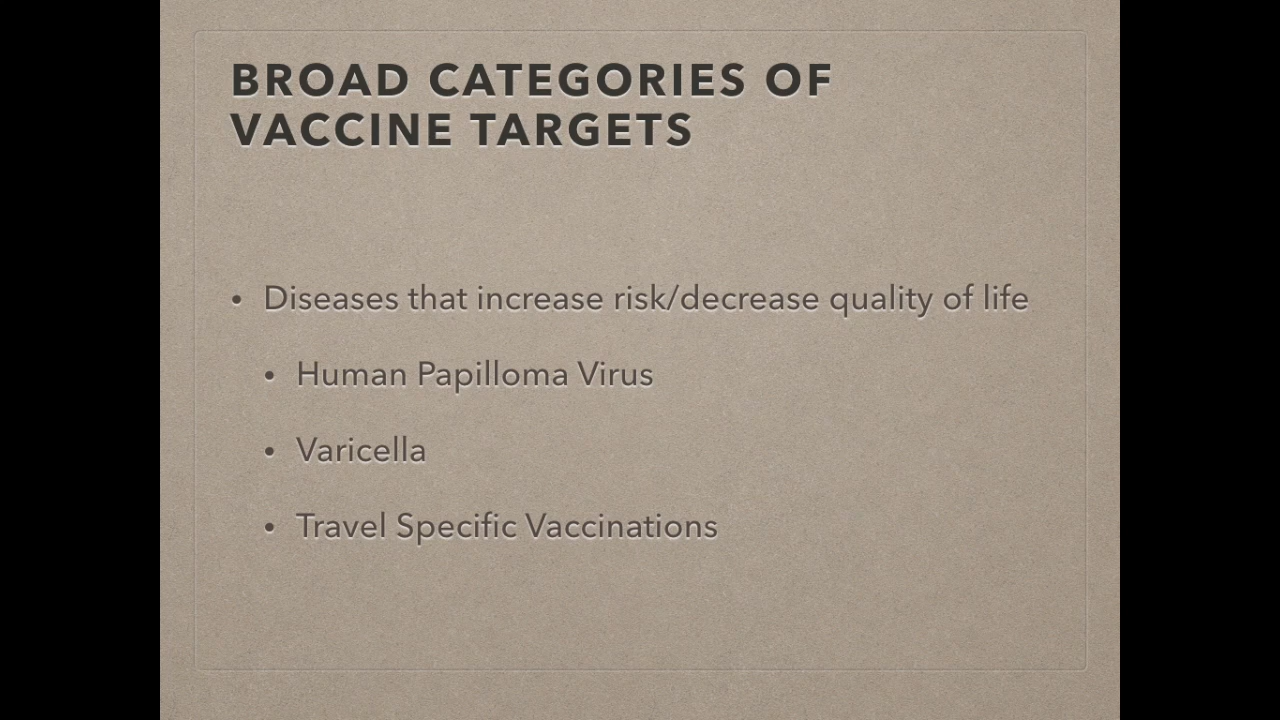 BROAD CATEGORIES OF
VACCINE TARGETS
• Diseases that increase risk/decrease quality of life
• Human Papilloma Virus
• Varicella
• Travel Specific Vaccinations